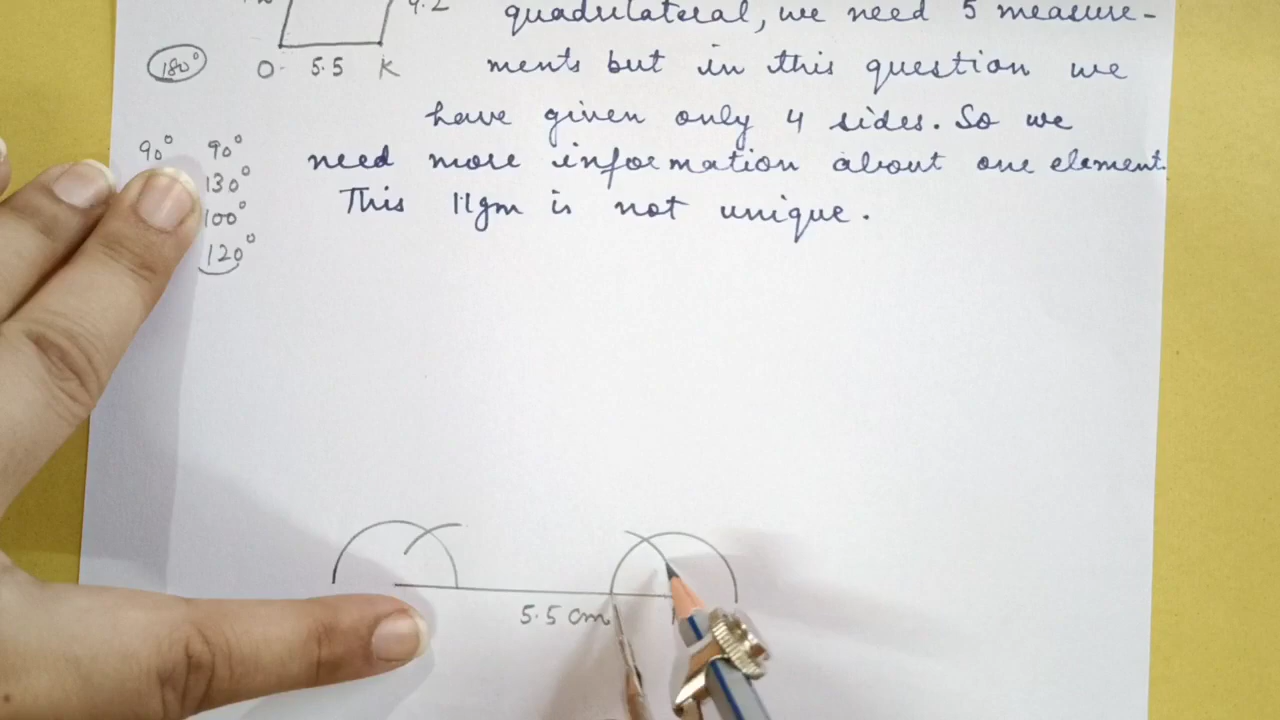 quadrilateral, we need 5 measure-
180°
O 5.5 K
ments but in this question we
have given only 4 sides. So we
90° 90°
need more information about one element.
130°
This 11gm is not unique.
100°
120°
5.5 cm